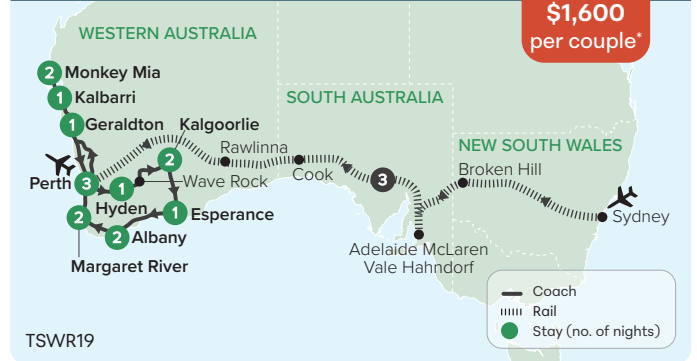 $1,600
per couple*
WESTERN AUSTRALIA
2 Monkey Mia
1 Kalbarri
SOUTH AUSTRALIA
1 Geraldton
Kalgoorlie
2
Rawlinna
NEW SOUTH WALES
Cook
Broken Hill
3
Perth 3
1
Wave Rock
Hyden
2
1 Esperance
Sydney
2 Albany
Adelaide McLaren
Vale Hahndorf
Margaret River
Coach
Rail
Stay (no. of nights)
TSWR19